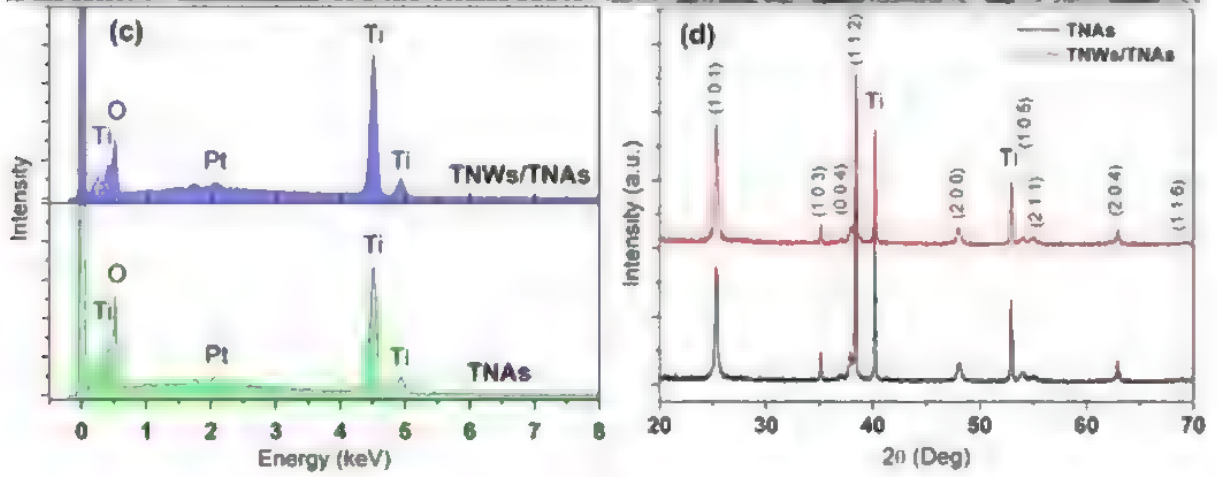 (c)
Ti
O
Ti
Pt
Ti
TNWs/TNAs
Ti
O
Ti
Pt
Ti
TNAs
Intensity
0 1 2 3 4 5 6 7 8
Energy (keV)
(d)
TNAs
TNWs/TNAs
(1 0 1)
(1 0 3)
(0 0 4)
(1 1 2)
Ti
(2 0 0)
Ti
(1 0 5)
(2 1 1)
(2 0 4)
(1 1 6)
Intensity (a.u.)
20 30 40 50 60 70
2θ (Deg)